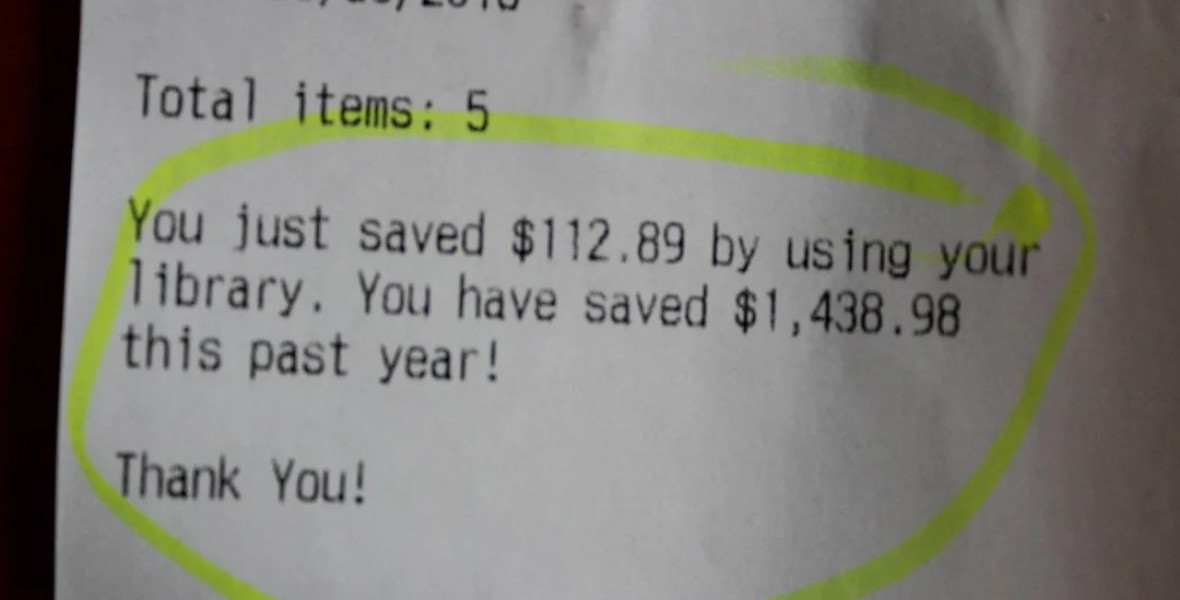 Total items: 5
You just saved $112.89 by using your
library. You have saved $1,438.98
this past year!
Thank You!